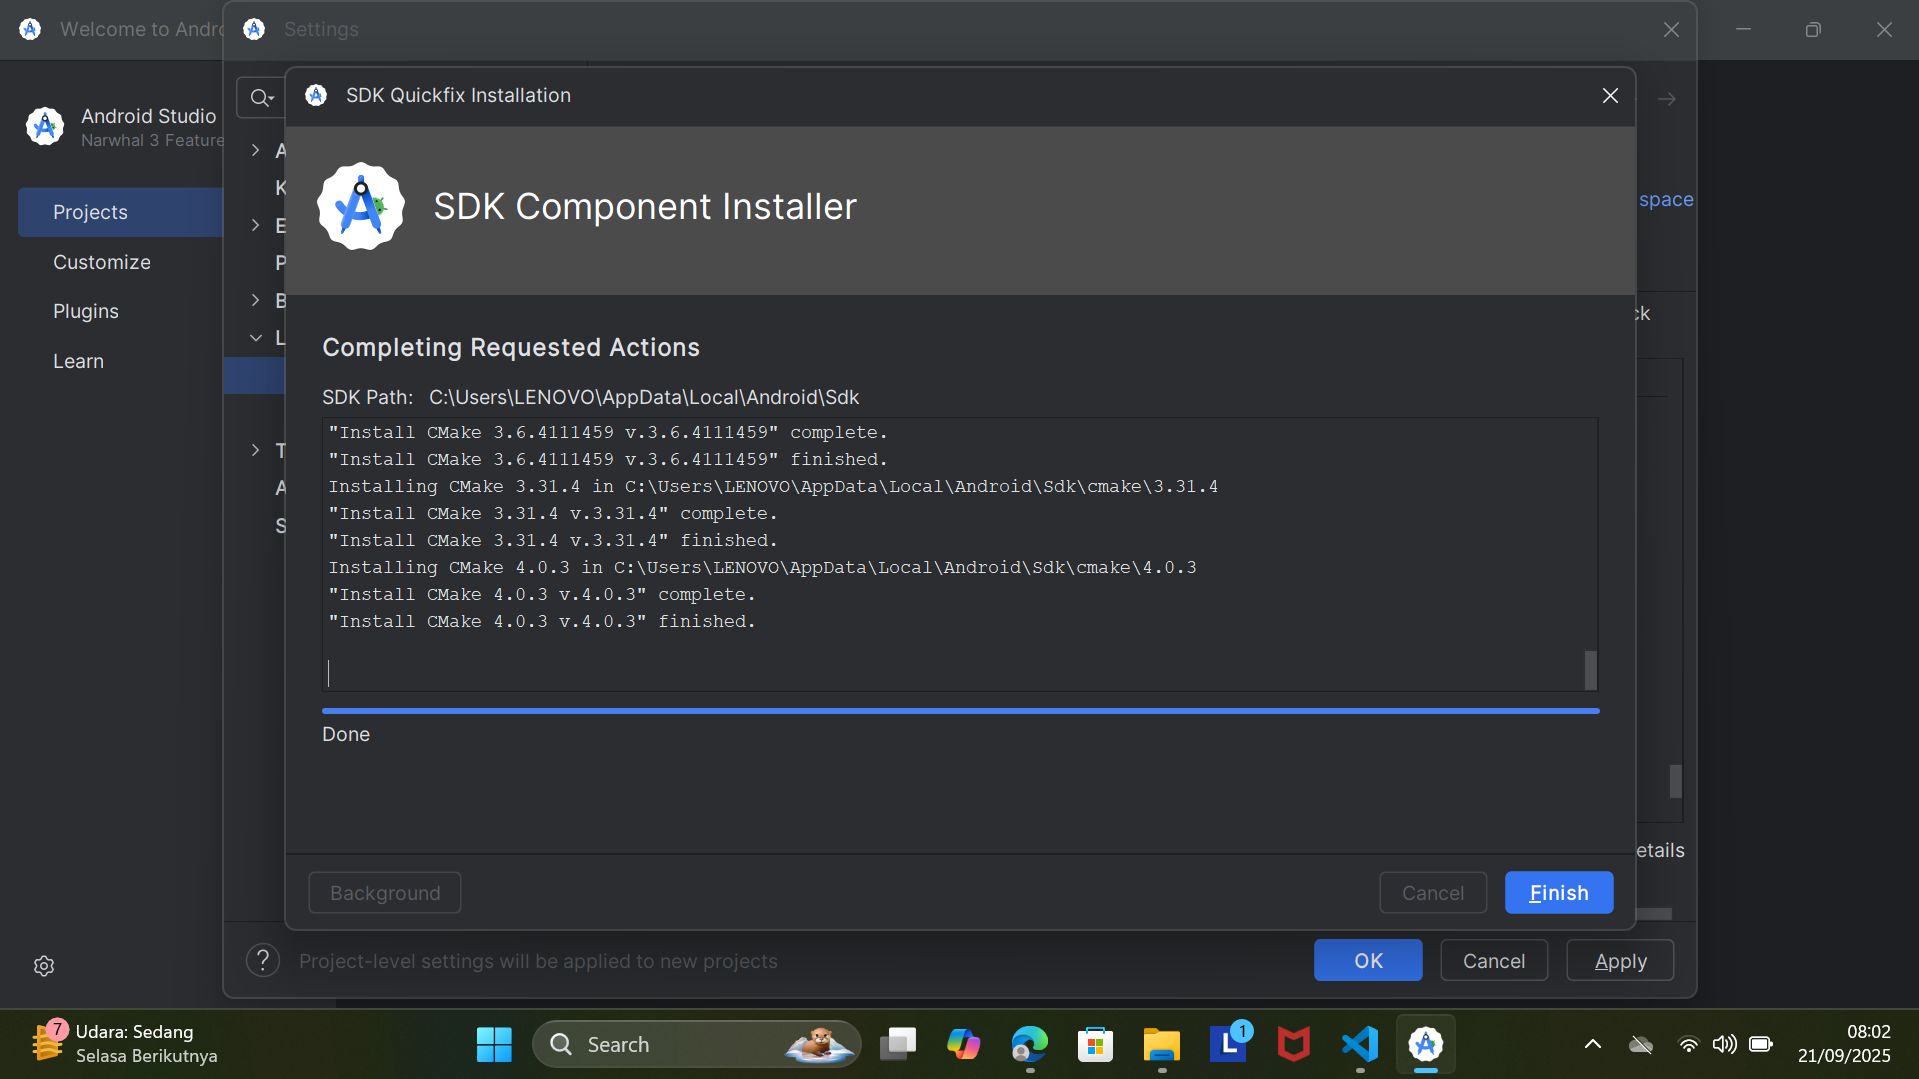 Welcome to Andro
Settings
SDK Quickfix Installation
Android Studio
Narwhal 3 Feature
Projects
Customize
Plugins
Learn
A
K
E
P
B
L
T
A
S
SDK Component Installer
space
ck
Completing Requested Actions
SDK Path: C:\Users\LENOVO\AppData\Local\Android\Sdk
"Install CMake 3.6.4111459 v.3.6.4111459" complete.
"Install CMake 3.6.4111459 v.3.6.4111459" finished.
Installing CMake 3.31.4 in C:\Users\LENOVO\AppData\Local\Android\Sdk\cmake\3.31.4
"Install CMake 3.31.4 v.3.31.4" complete.
"Install CMake 3.31.4 v.3.31.4" finished.
Installing CMake 4.0.3 in C:\Users\LENOVO\AppData\Local\Android\Sdk\cmake\4.0.3
"Install CMake 4.0.3 v.4.0.3" complete.
"Install CMake 4.0.3 v.4.0.3" finished.
Done
etails
Background
Cancel
Finish
? Project-level settings will be applied to new projects
OK
Cancel
Apply
7
Udara: Sedang
Selasa Berikutnya
Search
L
1
08:02
21/09/2025